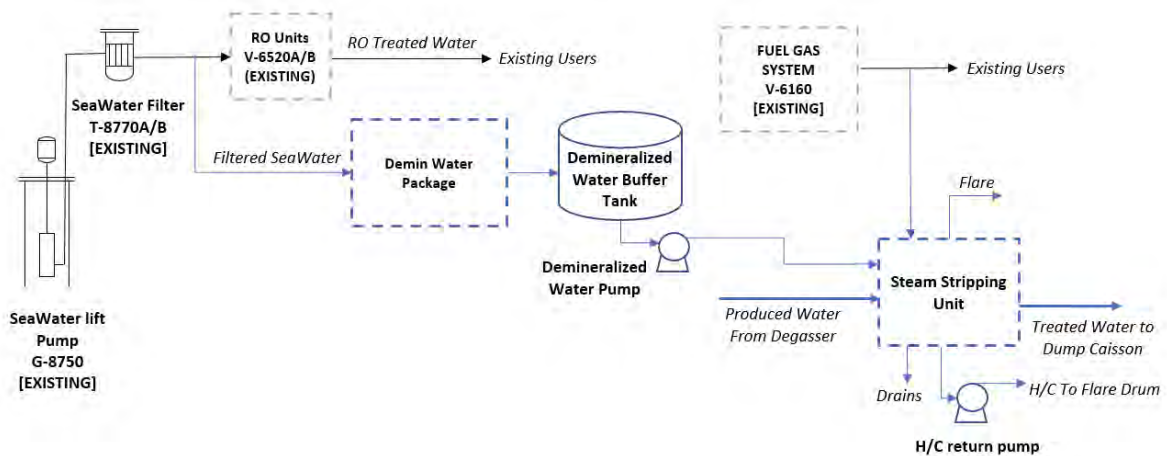 RO Units
V-6520A/B
(EXISTING)
RO Treated Water
Existing Users
FUEL GAS
SYSTEM
V-6160
[EXISTING]
Existing Users
SeaWater Filter
T-8770A/B
[EXISTING]
Filtered SeaWater
Demin Water
Package
Demineralized
Water Buffer
Tank
Flare
Demineralized
Water Pump
Steam Stripping
Unit
Produced Water
From Degasser
Treated Water to
Dump Caisson
SeaWater lift
Pump
G-8750
[EXISTING]
Drains
H/C To Flare Drum
H/C return pump